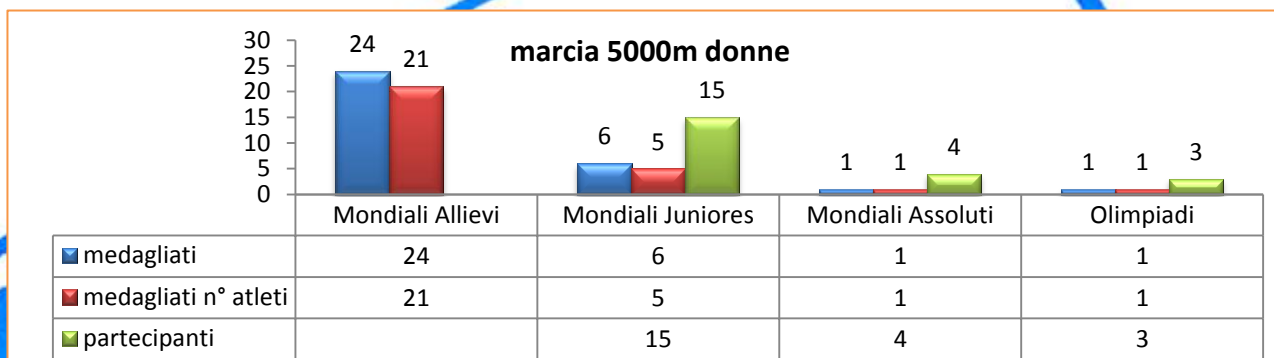 marcia 5000m donne
30
25
20
15
10
5
0
24 21
6 5 15
1 1 4
1 1 3
Mondiali Allievi Mondiali Juniores Mondiali Assoluti Olimpiadi
medagliati 24 6 1 1
medagliati n° atleti 21 5 1 1
partecipanti 15 4 3